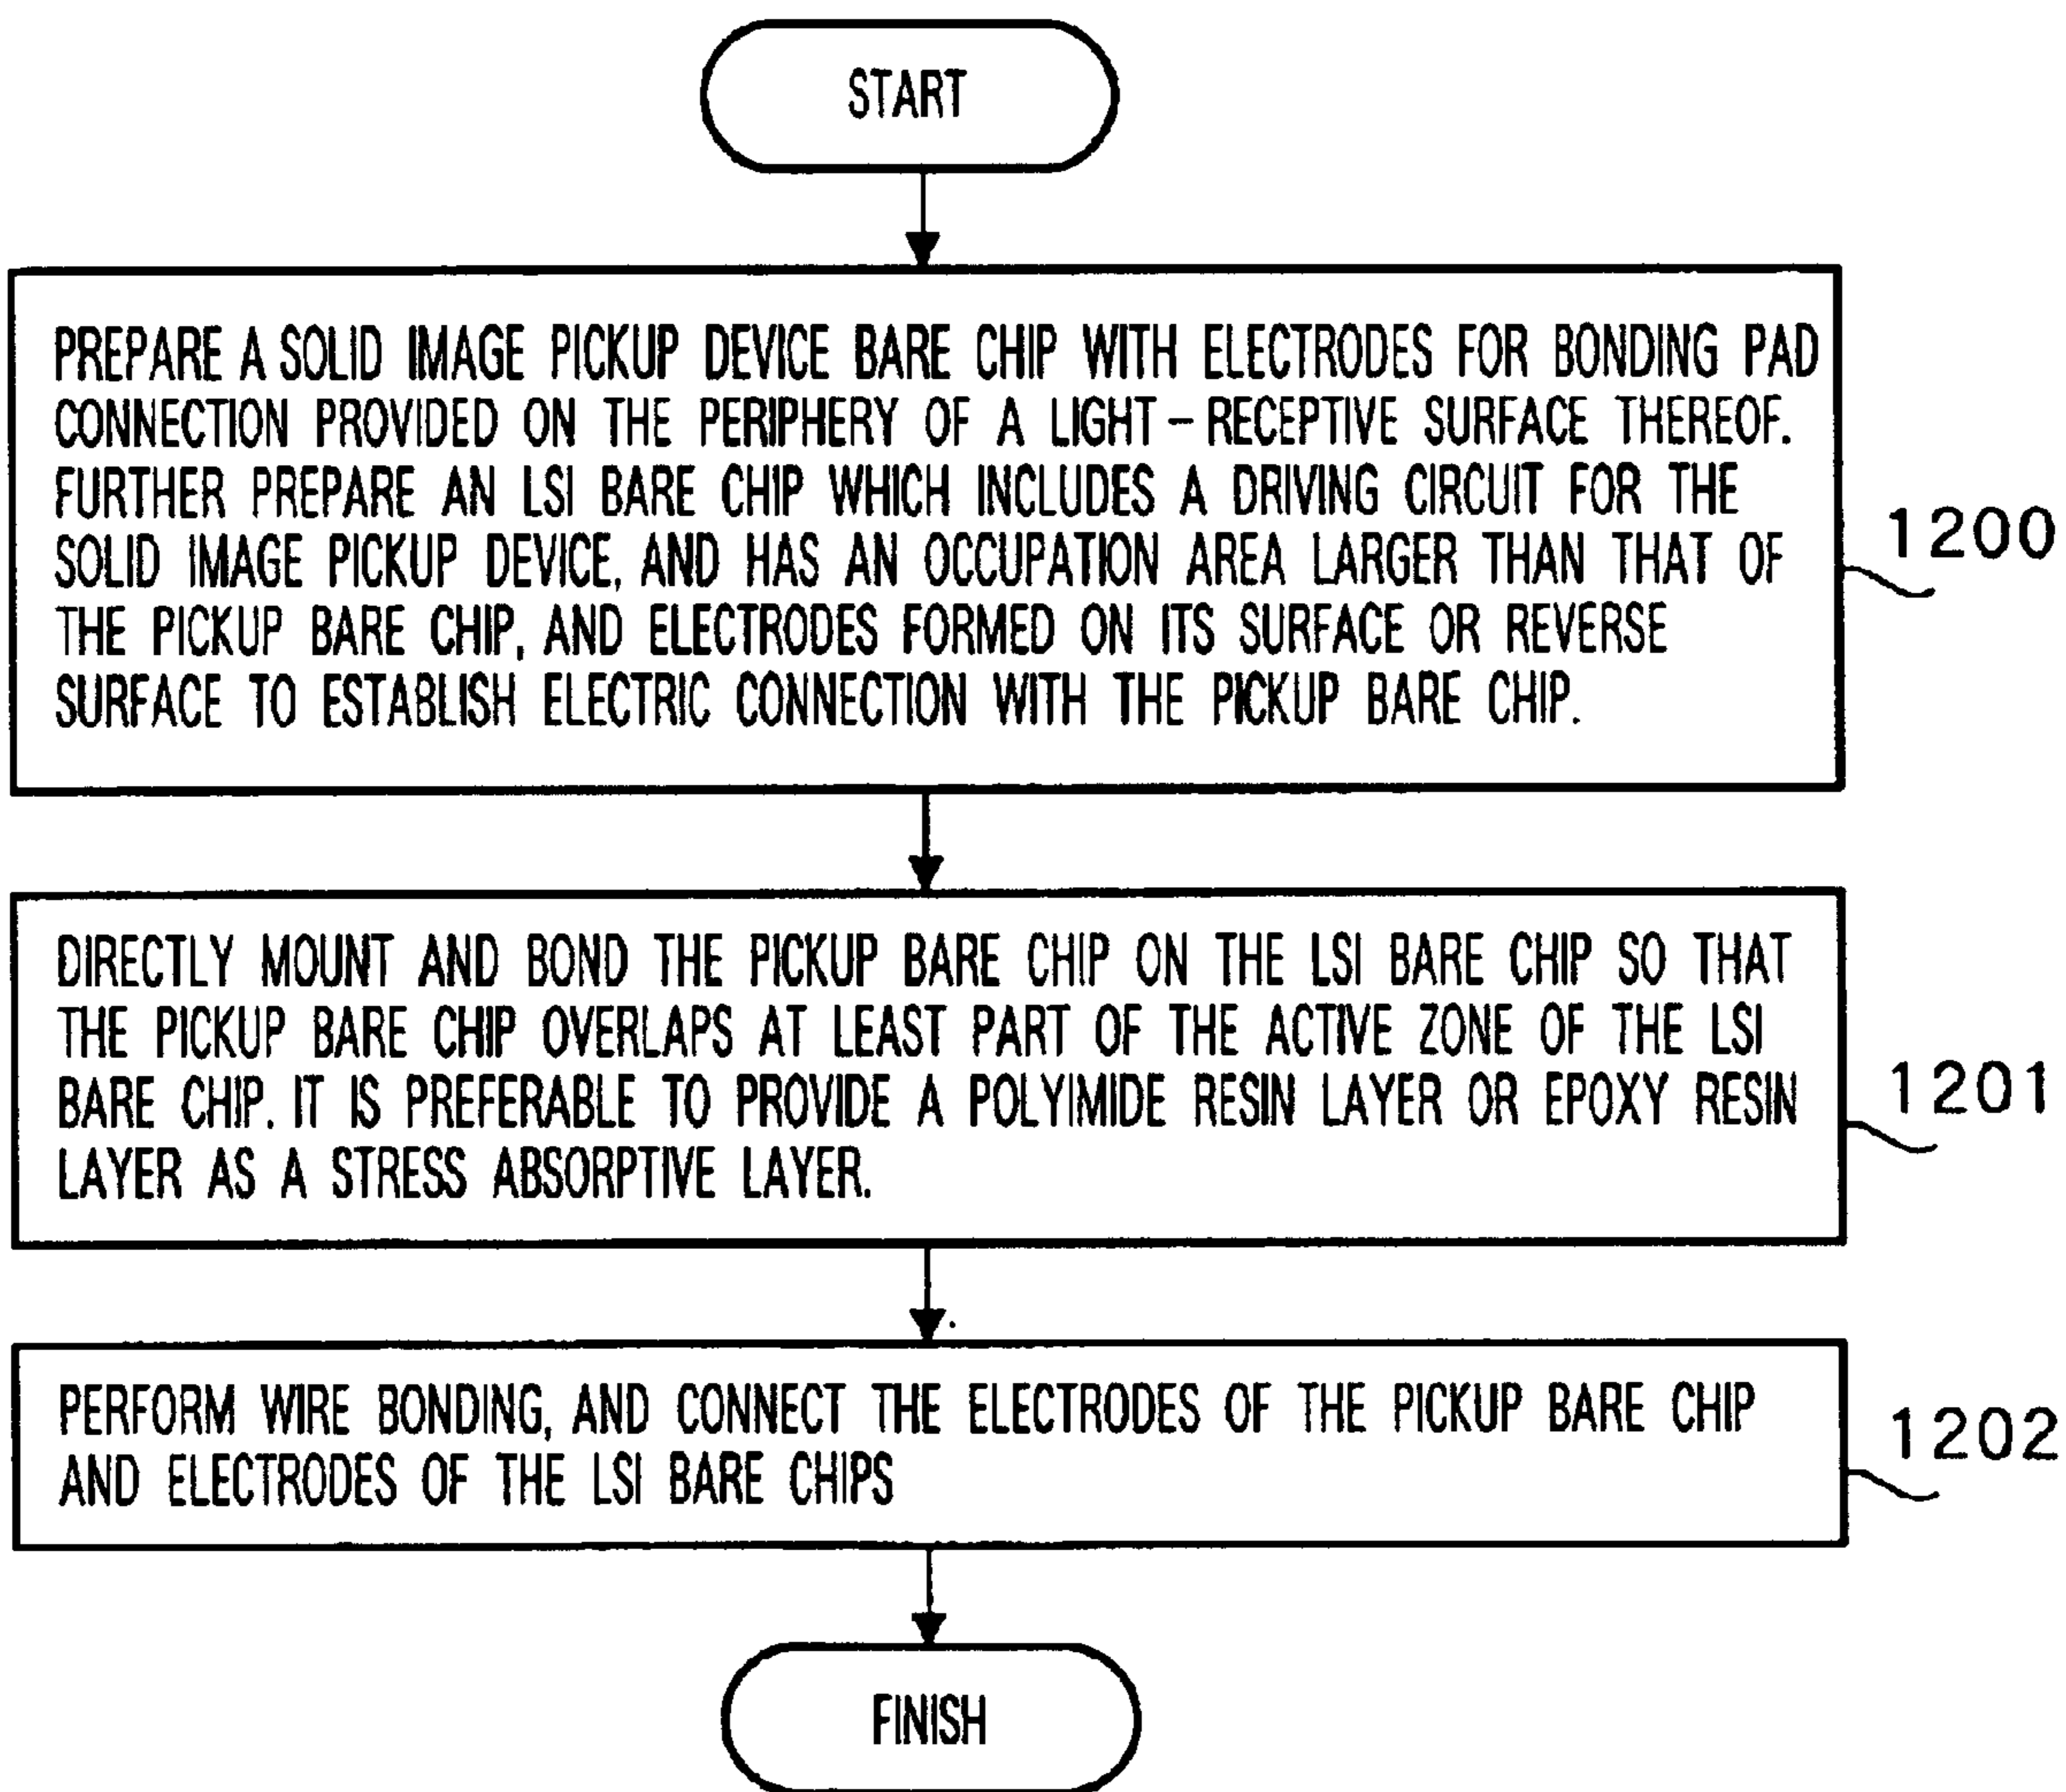 START
PREPARE A SOLID IMAGE PICKUP DEVICE BARE CHIP WITH ELECTRODES FOR BONDING PAD
CONNECTION PROVIDED ON THE PERIPHERY OF A LIGHT-RECEPTIVE SURFACE THEREOF.
FURTHER PREPARE AN LSI BARE CHIP WHICH INCLUDES A DRIVING CIRCUIT FOR THE
SOLID IMAGE PICKUP DEVICE, AND HAS AN OCCUPATION AREA LARGER THAN THAT OF
THE PICKUP BARE CHIP, AND ELECTRODES FORMED ON ITS SURFACE OR REVERSE
SURFACE TO ESTABLISH ELECTRIC CONNECTION WITH THE PICKUP BARE CHIP.
1200
DIRECTLY MOUNT AND BOND THE PICKUP BARE CHIP ON THE LSI BARE CHIP SO THAT
THE PICKUP BARE CHIP OVERLAPS AT LEAST PART OF THE ACTIVE ZONE OF THE LSI
BARE CHIP. IT IS PREFERABLE TO PROVIDE A POLYIMIDE RESIN LAYER OR EPOXY RESIN
LAYER AS A STRESS ABSORPTIVE LAYER.
1201
PERFORM WIRE BONDING, AND CONNECT THE ELECTRODES OF THE PICKUP BARE CHIP
AND ELECTRODES OF THE LSI BARE CHIPS
1202
FINISH